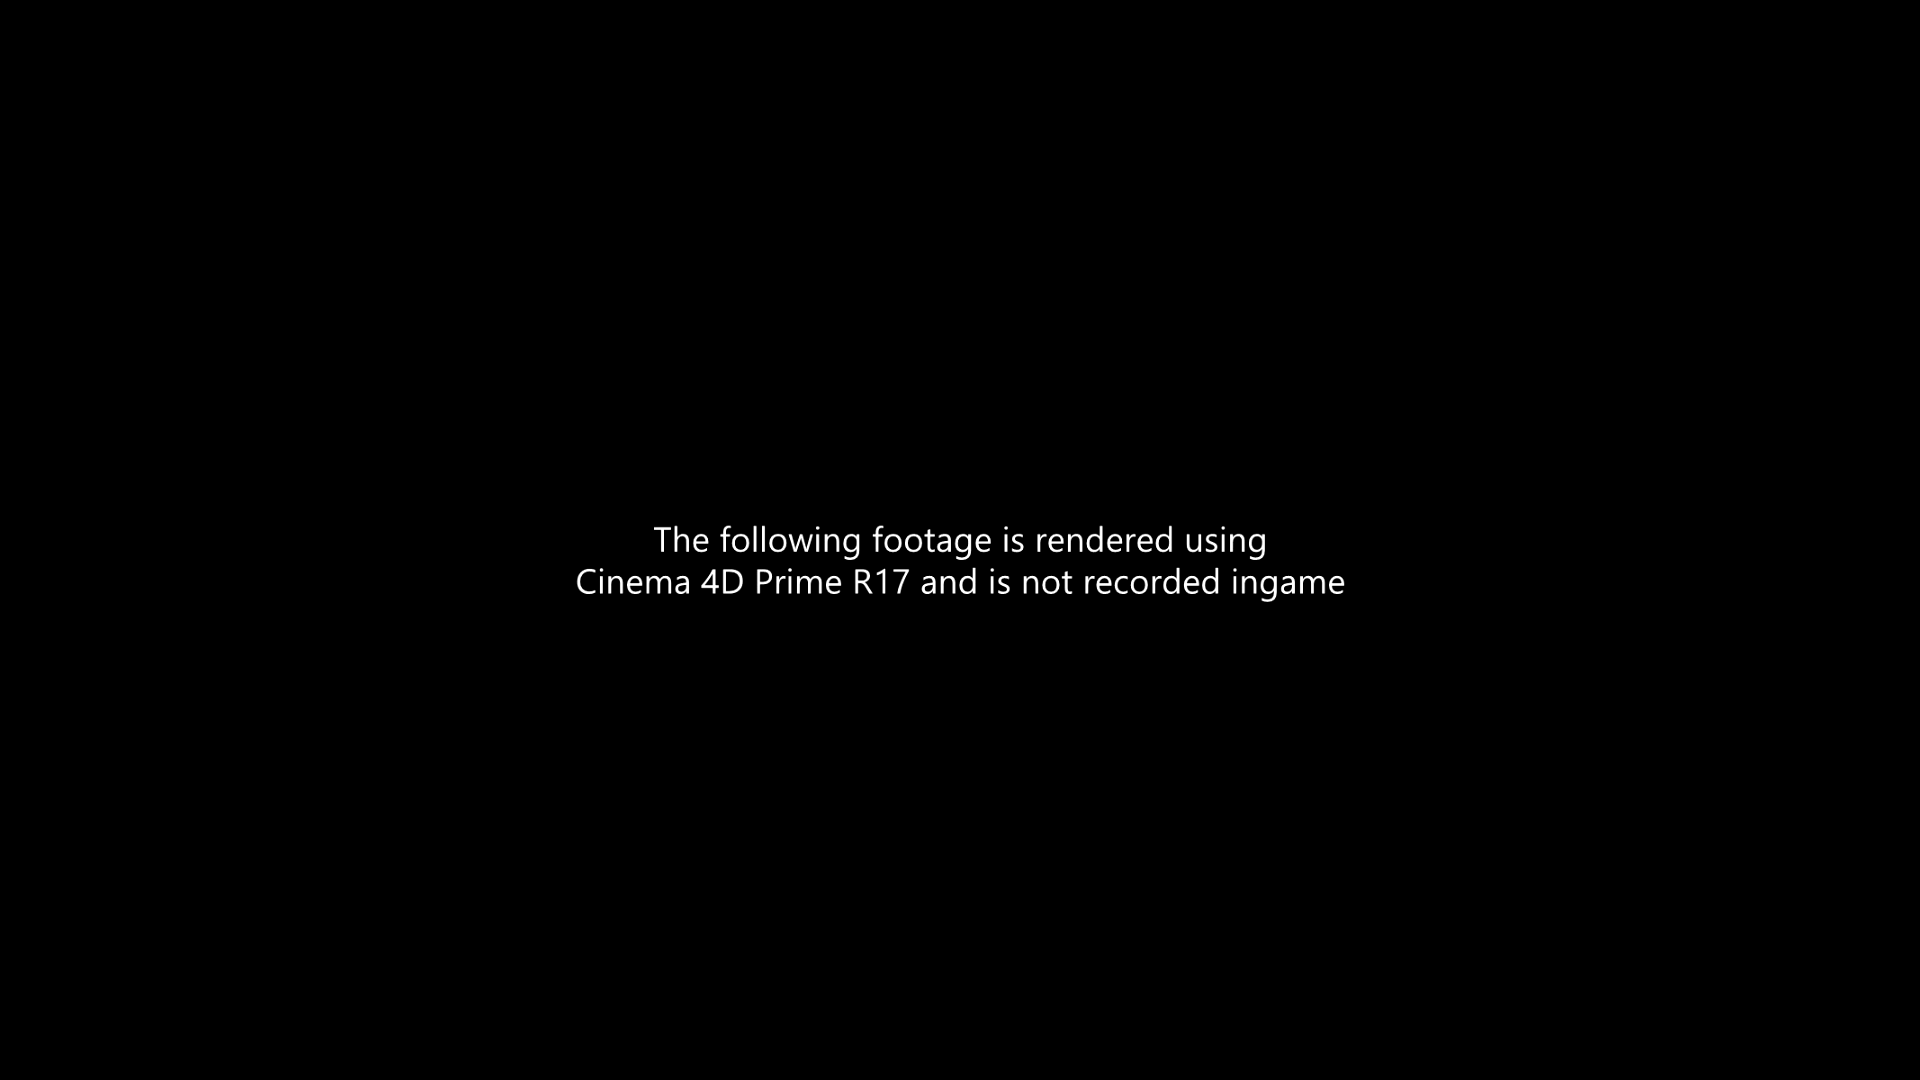 The following footage is rendered using
Cinema 4D Prime R17 and is not recorded ingame